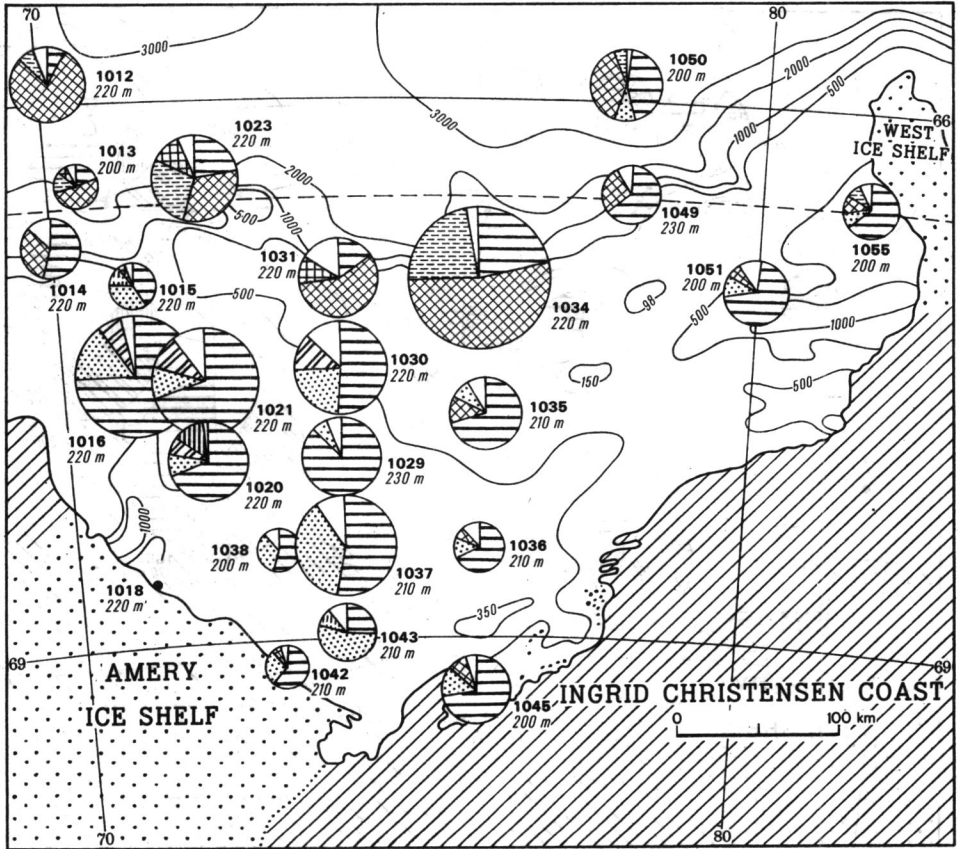 70
80
3000
1012
220 m
1050
200 m
2000
500
3000
1000
66
WEST
ICE SHELF
1023
220 m
1013
200 m
2000
500
1000
1049
230 m
1055
200 m
1031
220 m
1034
220 m
1051
200 m
1014
220 m
1015
220 m
500
98
500
1000
1030
220 m
150
500
1021
220 m
1035
210 m
1016
220 m
1029
230 m
1020
220 m
1000
1038
200 m
1037
210 m
1036
210 m
1018
220 m
350
1043
210 m
69
69
1042
210 m
AMERY
ICE SHELF
1045
200 m
INGRID CHRISTENSEN COAST
0
100 km
70
80